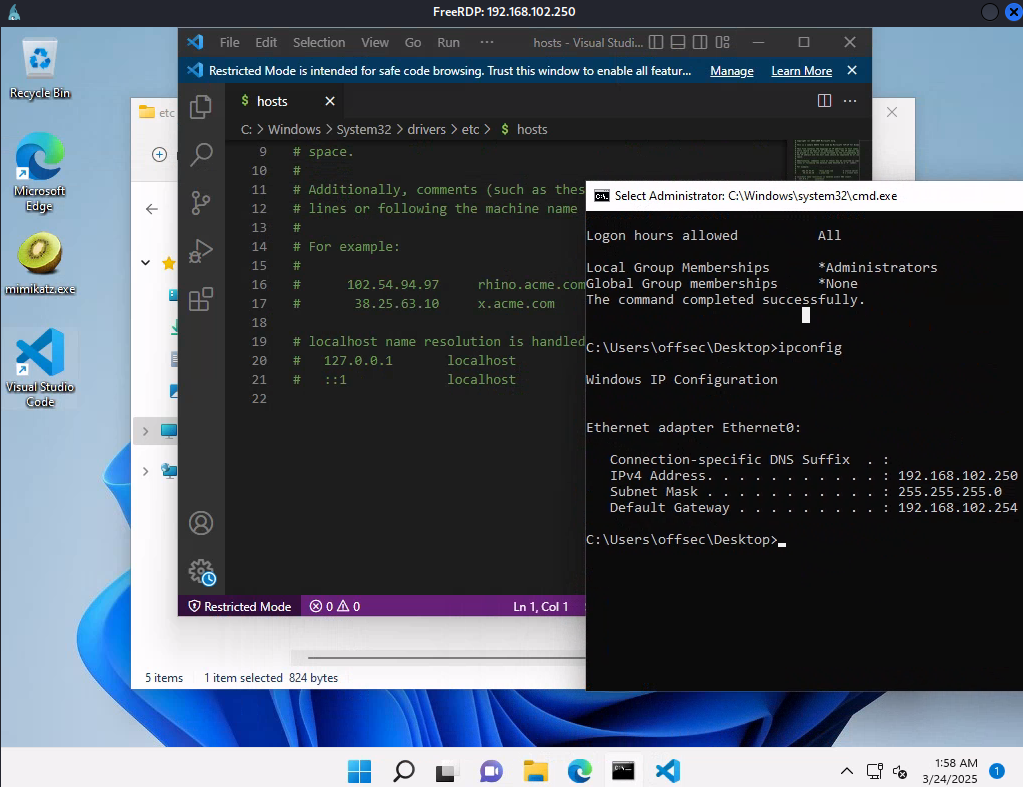 FreeRDP: 192.168.102.250
Recycle Bin
Microsoft
Edge
mimikatz.exe
Visual Studio
Code
etc
5 items 1 item selected 824 bytes
File Edit Selection View Go Run ··· hosts - Visual Studi...
Restricted Mode is intended for safe code browsing. Trust this window to enable all featur... Manage Learn More
$ hosts
C: > Windows > System32 > drivers > etc > $ hosts
9 # space.
10 #
11 # Additionally, comments (such as thes
12 # lines or following the machine name
13 #
14 # For example:
15 #
16 # 102.54.94.97 rhino.acme.com
17 # 38.25.63.10 x.acme.com
18
19 # localhost name resolution is handled
20 # 127.0.0.1 localhost
21 # ::1 localhost
22
Restricted Mode 0 0 Ln 1, Col 1
Select Administrator: C:\Windows\system32\cmd.exe
Logon hours allowed All
Local Group Memberships *Administrators
Global Group memberships *None
The command completed successfully.
C:\Users\offsec\Desktop>ipconfig
Windows IP Configuration
Ethernet adapter Ethernet0:
Connection-specific DNS Suffix . :
IPv4 Address. . . . . . . . . . . : 192.168.102.250
Subnet Mask . . . . . . . . . . . : 255.255.255.0
Default Gateway . . . . . . . . . : 192.168.102.254
C:\Users\offsec\Desktop>
1:58 AM
3/24/2025
1